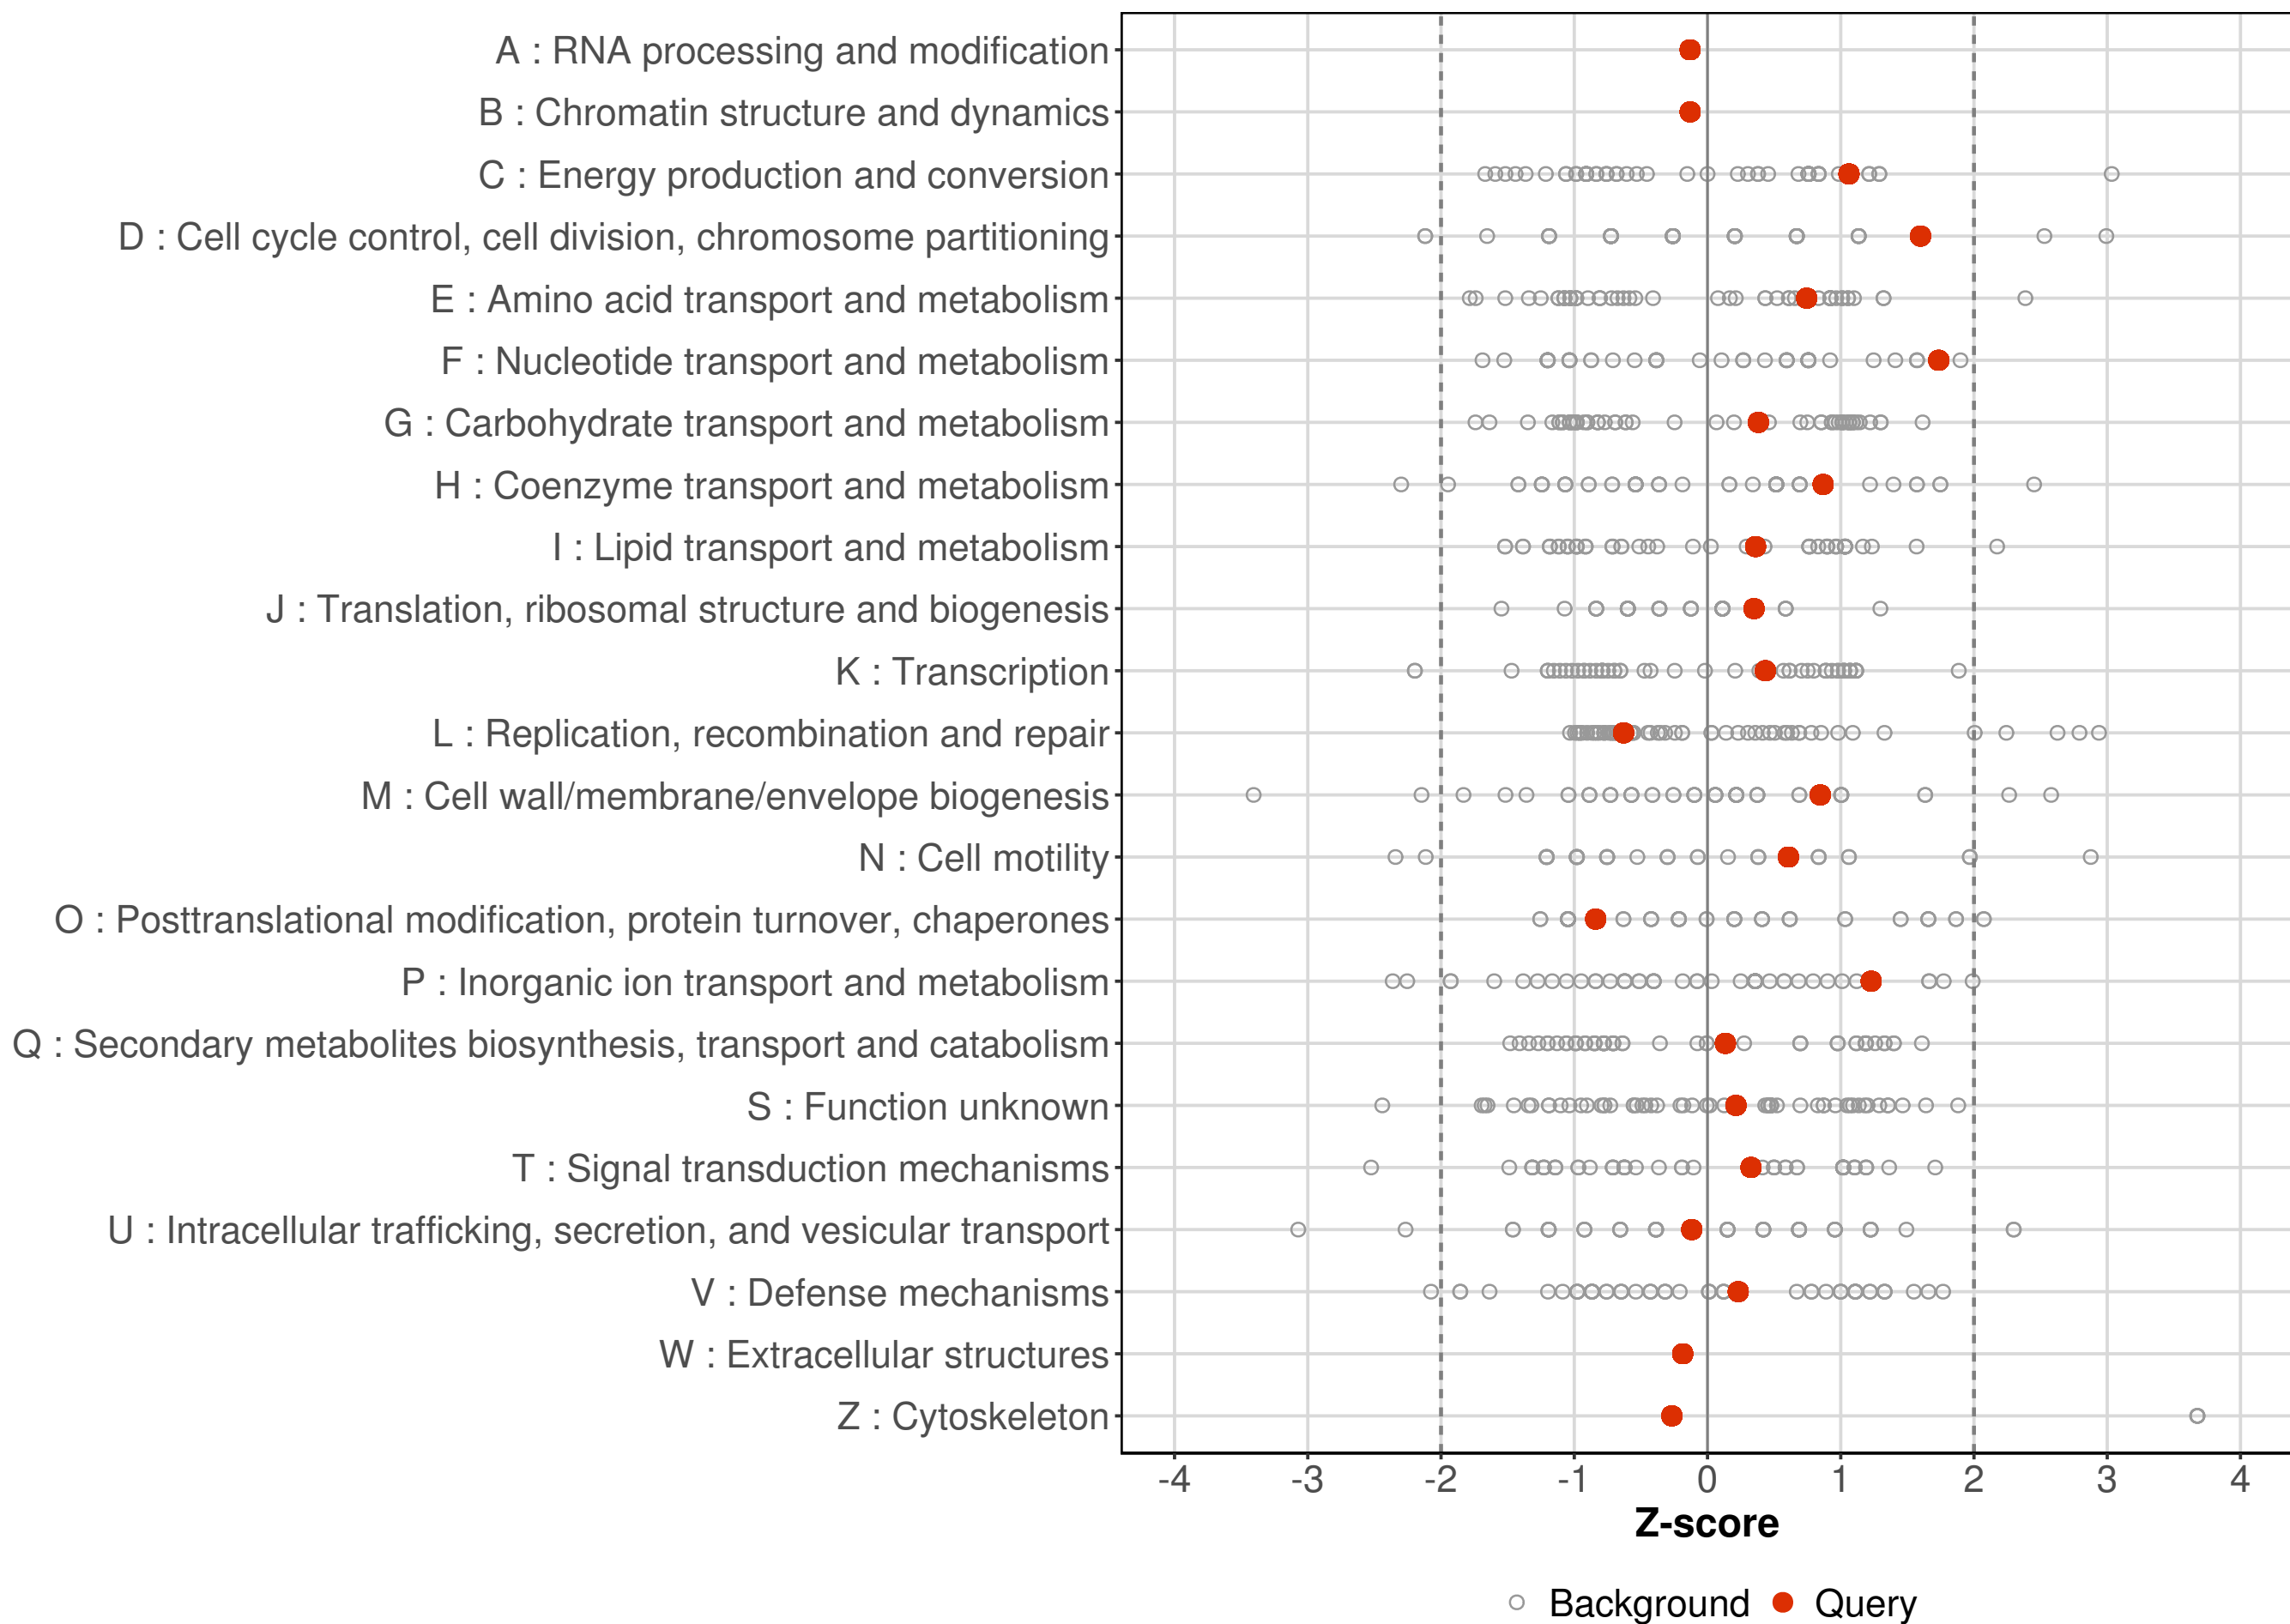 A : RNA processing and modification
B : Chromatin structure and dynamics
C : Energy production and conversion
D : Cell cycle control, cell division, chromosome partitioning
E : Amino acid transport and metabolism
F : Nucleotide transport and metabolism
G : Carbohydrate transport and metabolism
H : Coenzyme transport and metabolism
I : Lipid transport and metabolism
J : Translation, ribosomal structure and biogenesis
K : Transcription
L : Replication, recombination and repair
M : Cell wall/membrane/envelope biogenesis
N : Cell motility
O : Posttranslational modification, protein turnover, chaperones
P : Inorganic ion transport and metabolism
Q : Secondary metabolites biosynthesis, transport and catabolism
S : Function unknown
T : Signal transduction mechanisms
U : Intracellular trafficking, secretion, and vesicular transport
V : Defense mechanisms
W : Extracellular structures
Z : Cytoskeleton
-4 -3 -2 -1 0 1 2 3 4
Z-score
Background Query